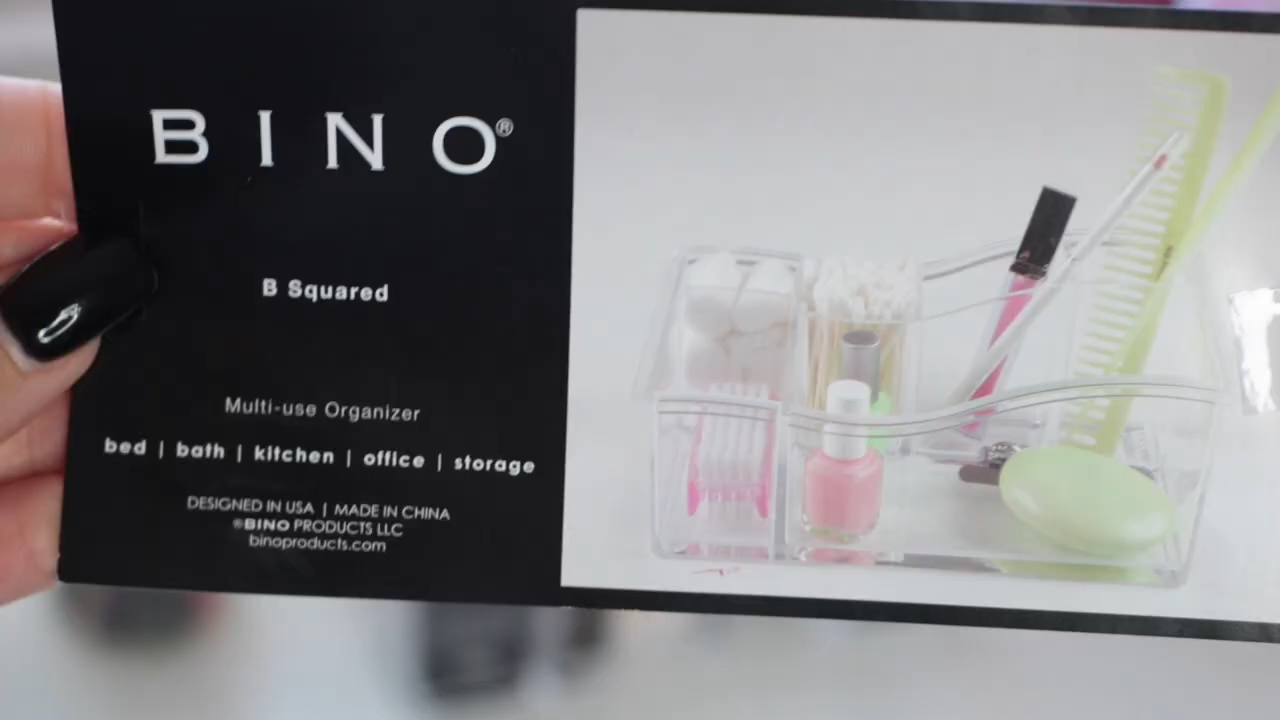 BINO®
B Squared
Multi-use Organizer
bed | bath | kitchen | office | storage
DESIGNED IN USA | MADE IN CHINA
®BINO PRODUCTS LLC
binoproducts.com